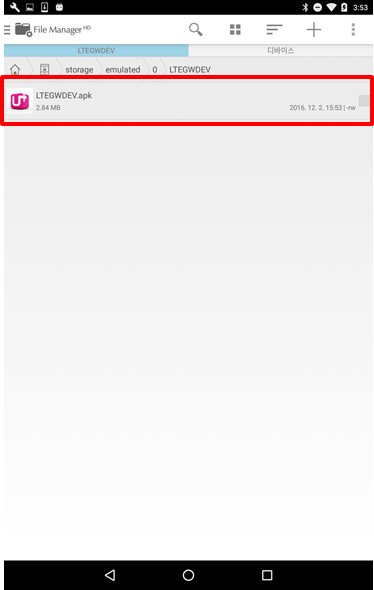 3:53
File Manager HD
LTEGWDEV
디바이스
storage emulated 0 LTEGWDEV
U+
LTEGWDEV.apk
2.84 MB
2016. 12. 2. 15:53 | -rw